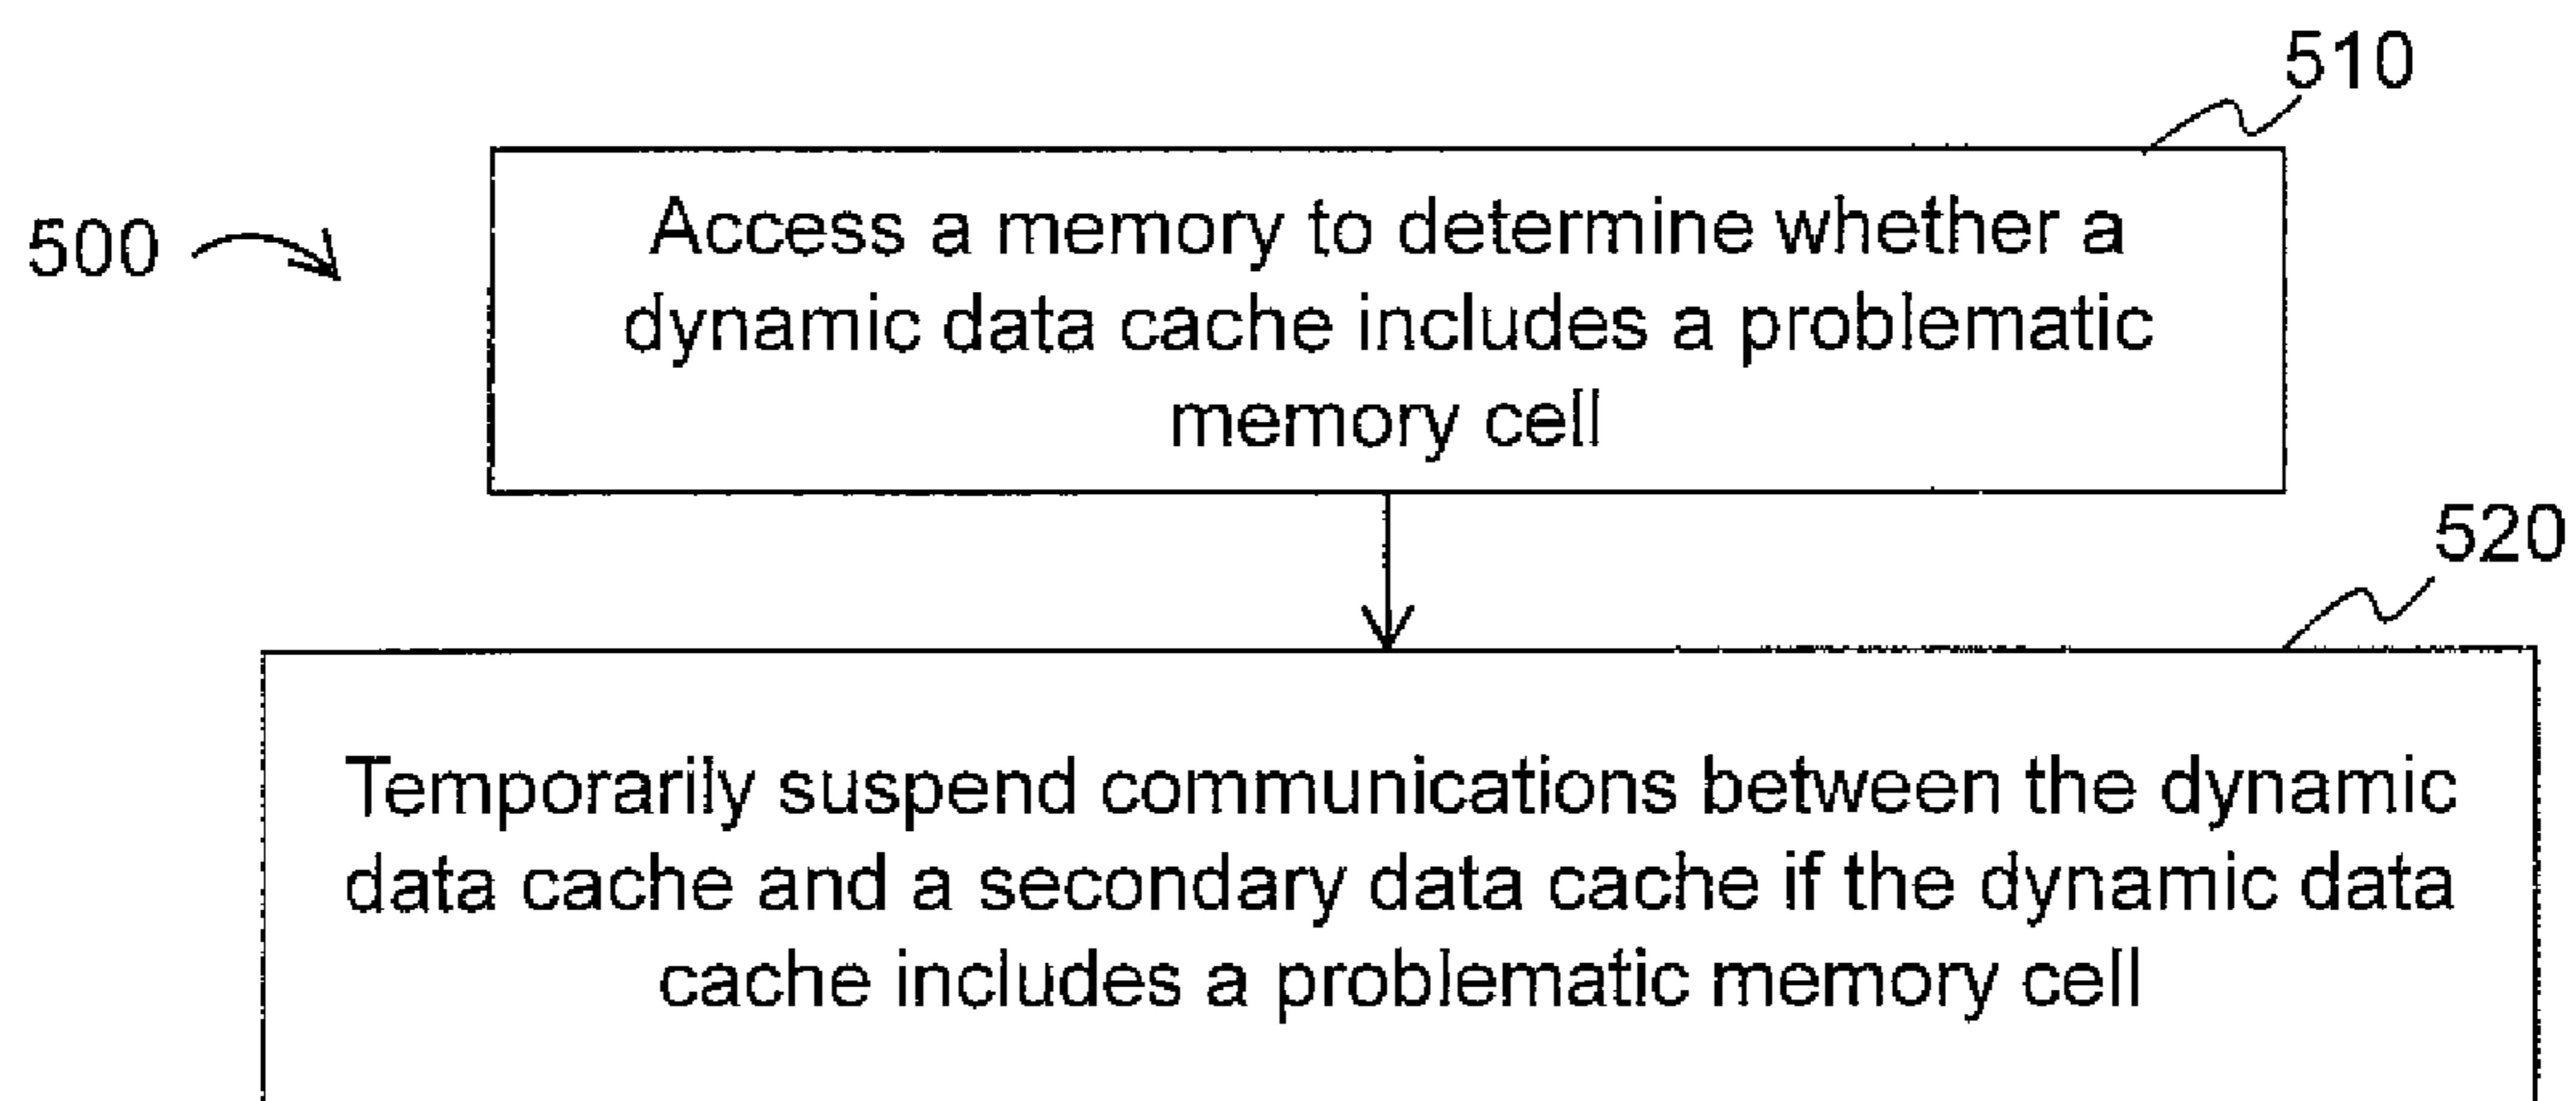 510
500
Access a memory to determine whether a
dynamic data cache includes a problematic
memory cell
520
Temporarily suspend communications between the dynamic
data cache and a secondary data cache if the dynamic data
cache includes a problematic memory cell